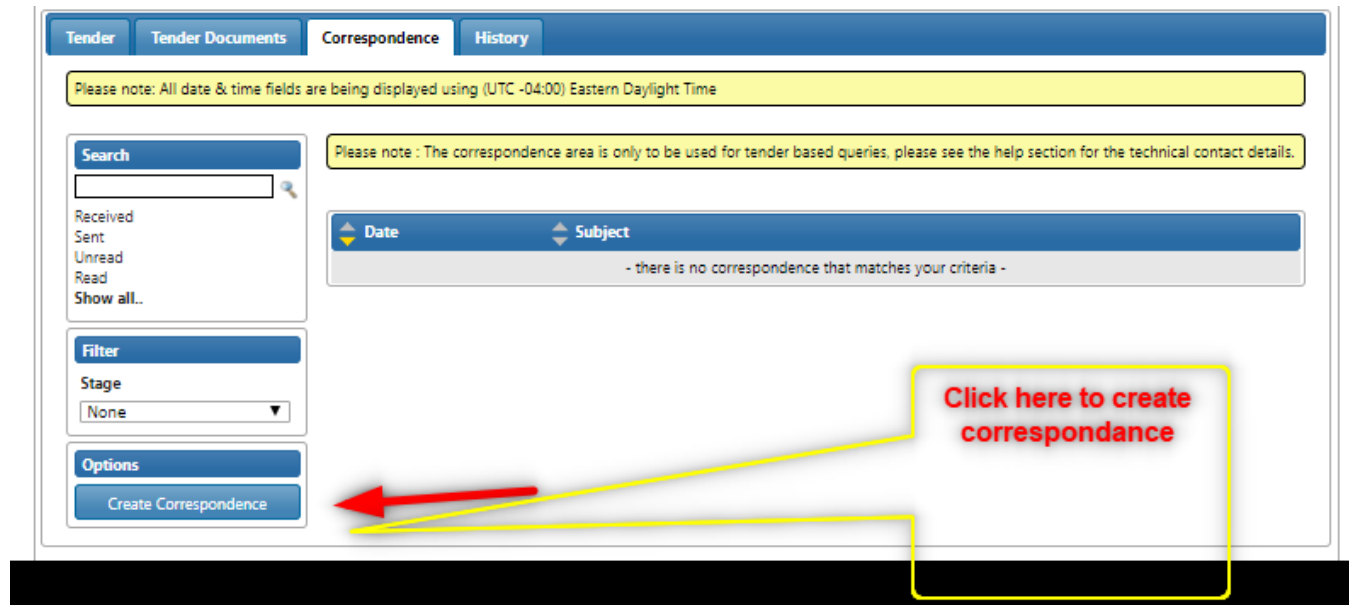 Tender Tender Documents Correspondence History
Please note: All date & time fields are being displayed using (UTC -04:00) Eastern Daylight Time
Search
Received
Sent
Unread
Read
Show all..
Filter
Stage
None
Options
Create Correspondence
Please note : The correspondence area is only to be used for tender based queries, please see the help section for the technical contact details.
Date Subject
- there is no correspondence that matches your criteria -
Click here to create
correspondance